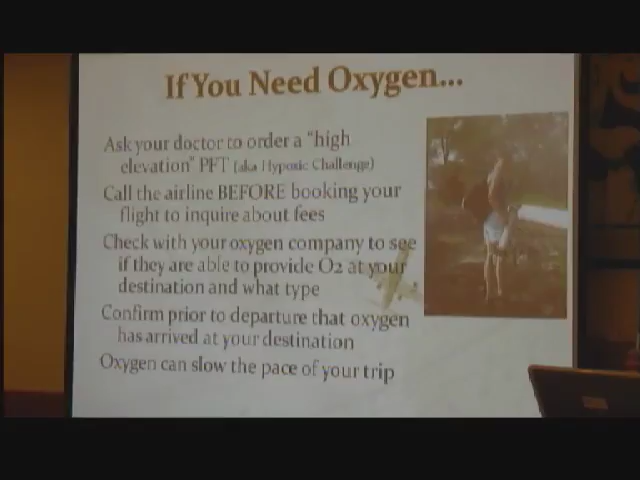 If You Need Oxygen...
Ask your doctor to order a "high
elevation" PFT (aka Hypoxic Challenge)
Call the airline BEFORE booking your
flight to inquire about fees
Check with your oxygen company to see
if they are able to provide O2 at your
destination and what type
Confirm prior to departure that oxygen
has arrived at your destination
Oxygen can slow the pace of your trip